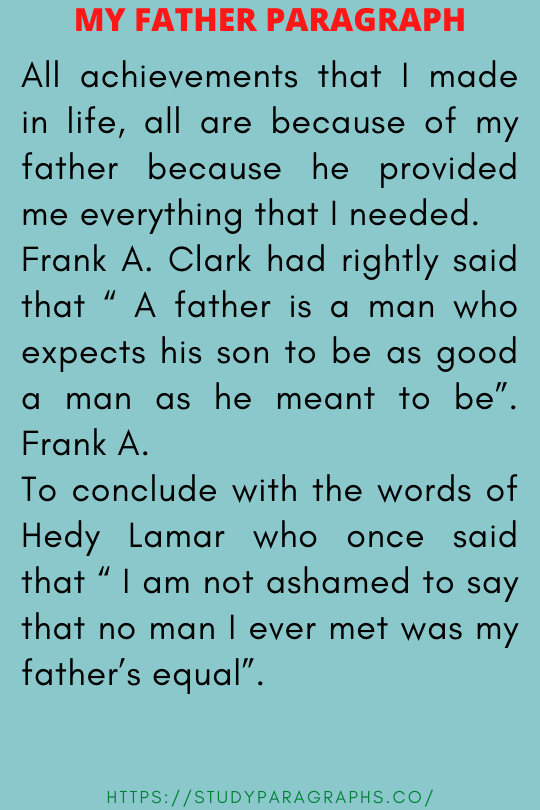 MY FATHER PARAGRAPH
All achievements that I made
in life, all are because of my
father because he provided
me everything that I needed.
Frank A. Clark had rightly said
that “ A father is a man who
expects his son to be as good
a man as he meant to be”.
Frank A.
To conclude with the words of
Hedy Lamar who once said
that “ I am not ashamed to say
that no man I ever met was my
father’s equal”.
HTTPS://STUDYPARAGRAPHS.CO/